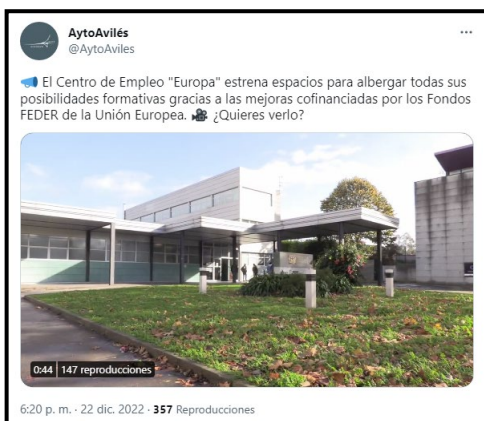 AytoAvilés
@AytoAviles
📣 El Centro de Empleo "Europa" estrena espacios para albergar todas sus
posibilidades formativas gracias a las mejoras cofinanciadas por los Fondos
FEDER de la Unión Europea. 🎥 ¿Quieres verlo?
0:44 147 reproducciones
6:20 p. m. · 22 dic. 2022 · 357 Reproducciones